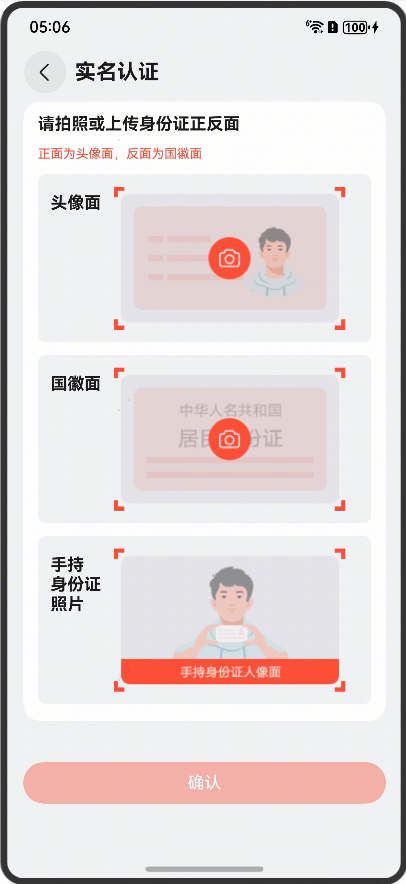 05:06
100
实名认证
请拍照或上传身份证正反面
正面为头像面，反面为国徽面
头像面
国徽面
中华人名共和国
居 份证
手持
身份证
照片
手持身份证人像面
确认